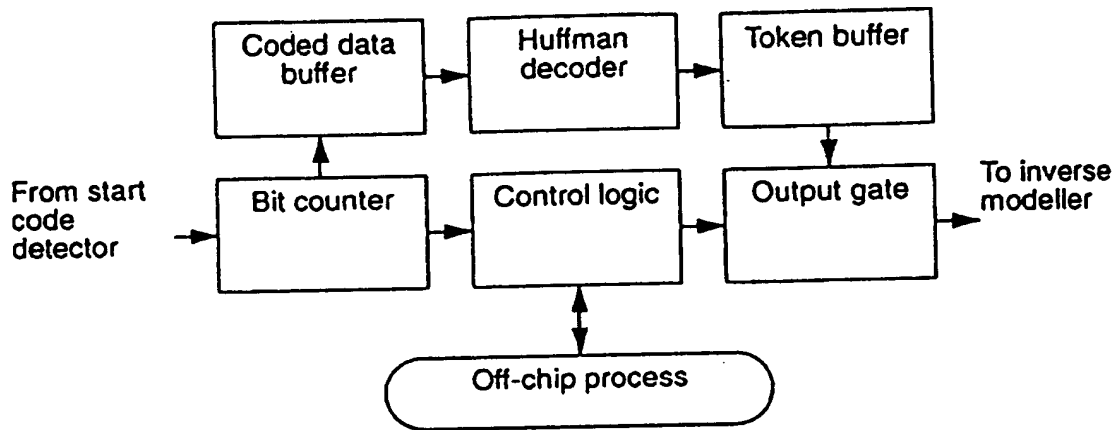 Coded data
buffer
Huffman
decoder
Token buffer
From start
code
detector
Bit counter
Control logic
Output gate
To inverse
modeller
Off-chip process